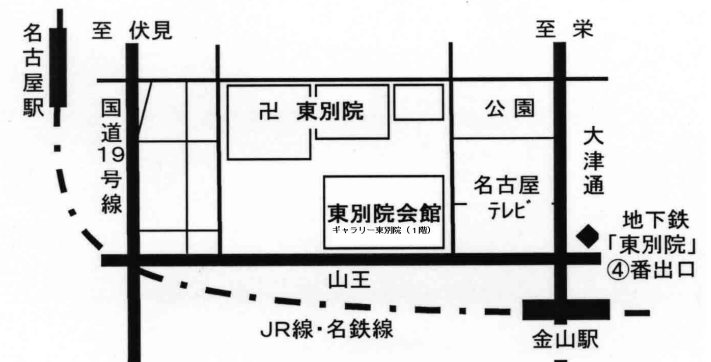 名古屋駅
至 伏見
至 栄
国道19号線
卍 東別院
公園
大津通
名古屋
テレビ
東別院会館
ギャラリー東別院（1階）
地下鉄
「東別院」
④番出口
山王
JR線・名鉄線
金山駅